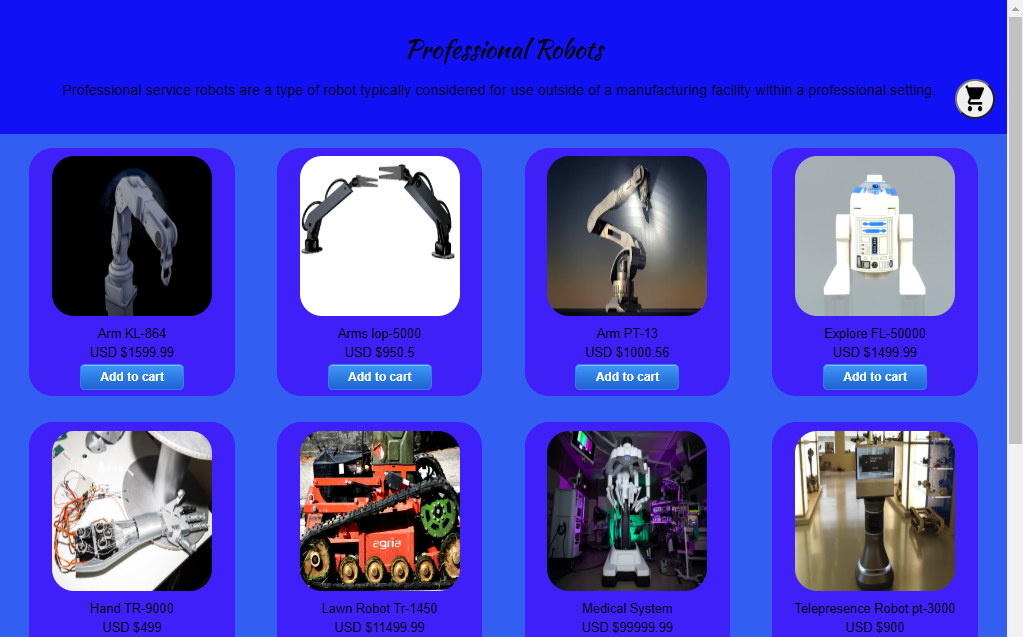 Professional Robots
Professional service robots are a type of robot typically considered for use outside of a manufacturing facility within a professional setting.
Arm KL-864
USD $1599.99
Add to cart
Arms lop-5000
USD $950.5
Add to cart
Arm PT-13
USD $1000.56
Add to cart
Explore FL-50000
USD $1499.99
Add to cart
agria
Hand TR-9000
USD $499
Lawn Robot Tr-1450
USD $11499.99
Medical System
USD $99999.99
Telepresence Robot pt-3000
USD $900